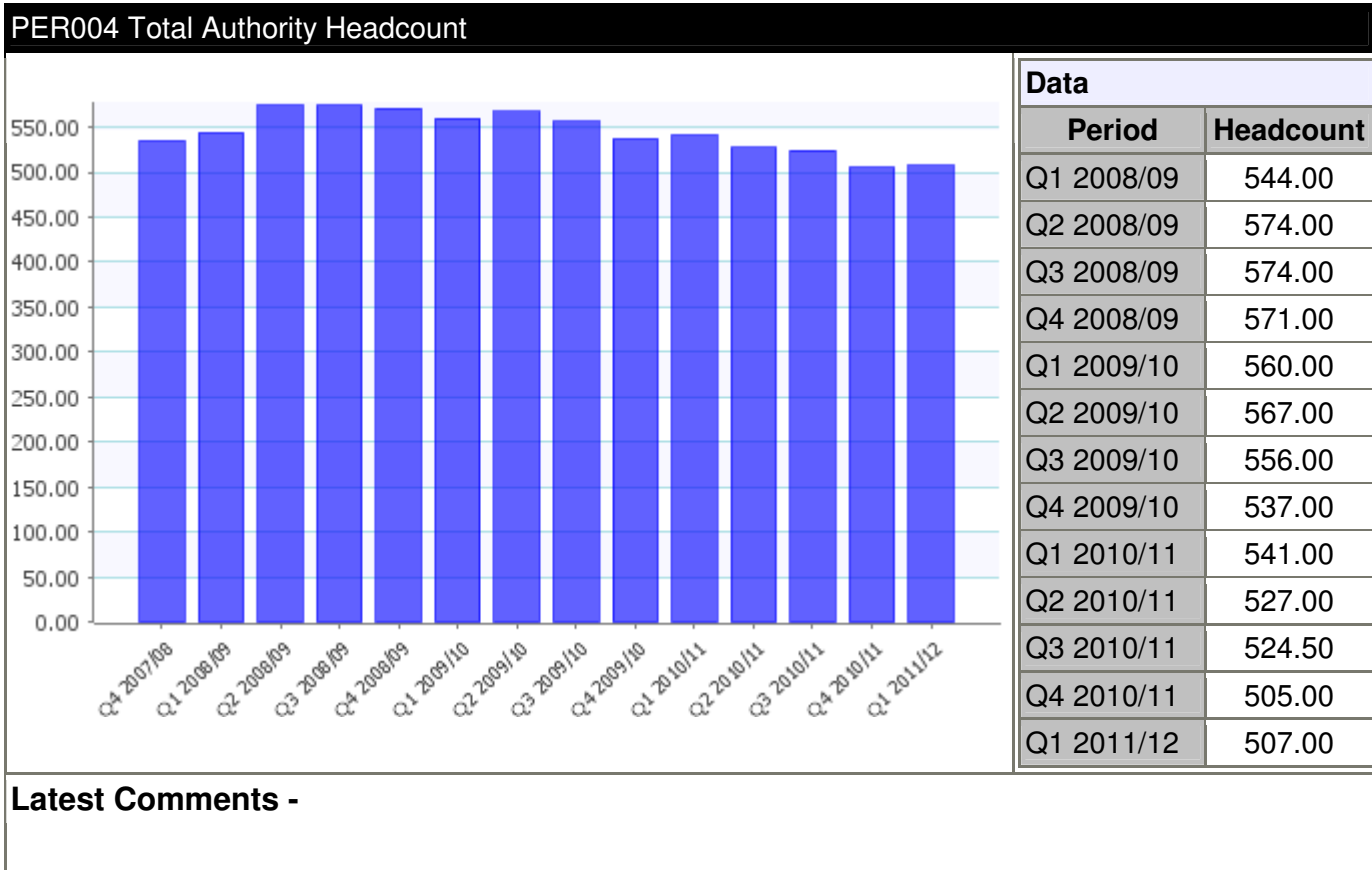 PER004 Total Authority Headcount
550.00
500.00
450.00
400.00
350.00
300.00
250.00
200.00
150.00
100.00
50.00
0.00
Q4 2007/08
Q1 2008/09
Q2 2008/09
Q3 2008/09
Q4 2008/09
Q1 2009/10
Q2 2009/10
Q3 2009/10
Q4 2009/10
Q1 2010/11
Q2 2010/11
Q3 2010/11
Q4 2010/11
Q1 2011/12
Data
Period Headcount
Q1 2008/09 544.00
Q2 2008/09 574.00
Q3 2008/09 574.00
Q4 2008/09 571.00
Q1 2009/10 560.00
Q2 2009/10 567.00
Q3 2009/10 556.00
Q4 2009/10 537.00
Q1 2010/11 541.00
Q2 2010/11 527.00
Q3 2010/11 524.50
Q4 2010/11 505.00
Q1 2011/12 507.00
Latest Comments -